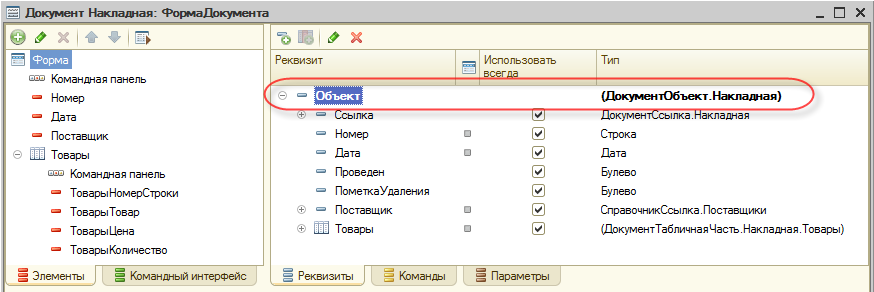 Документ Накладная: ФормаДокумента
Форма
Командная панель
Номер
Дата
Поставщик
Товары
Командная панель
ТоварыНомерСтроки
ТоварыТовар
ТоварыЦена
ТоварыКоличество
Элементы
Командный интерфейс
Реквизит
Использовать всегда
Тип
Объект
(ДокументОбъект.Накладная)
Ссылка
ДокументСсылка.Накладная
Номер
Строка
Дата
Дата
Проведен
Булево
ПометкаУдаления
Булево
Поставщик
СправочникСсылка.Поставщики
Товары
(ДокументТабличнаяЧасть.Накладная.Товары)
Реквизиты
Команды
Параметры